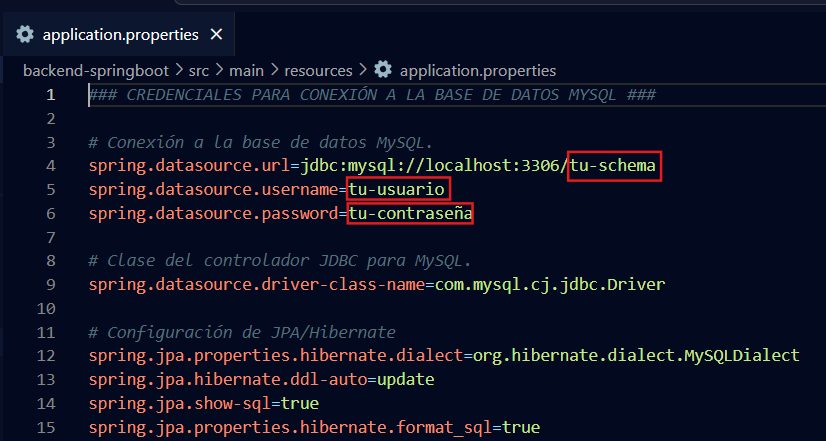 application.properties
backend-springboot > src > main > resources > application.properties
1 ### CREDENCIALES PARA CONEXIÓN A LA BASE DE DATOS MYSQL ###
2
3 # Conexión a la base de datos MySQL.
4 spring.datasource.url=jdbc:mysql://localhost:3306/tu-schema
5 spring.datasource.username=tu-usuario
6 spring.datasource.password=tu-contraseña
7
8 # Clase del controlador JDBC para MySQL.
9 spring.datasource.driver-class-name=com.mysql.cj.jdbc.Driver
10
11 # Configuración de JPA/Hibernate
12 spring.jpa.properties.hibernate.dialect=org.hibernate.dialect.MySQLDialect
13 spring.jpa.hibernate.ddl-auto=update
14 spring.jpa.show-sql=true
15 spring.jpa.properties.hibernate.format_sql=true